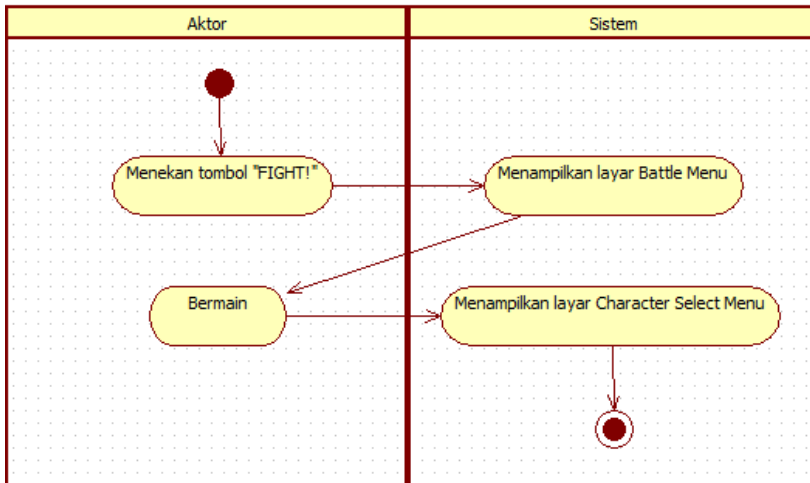 Aktor
Sistem
Menekan tombol "FIGHT!"
Menampilkan layar Battle Menu
Bermain
Menampilkan layar Character Select Menu